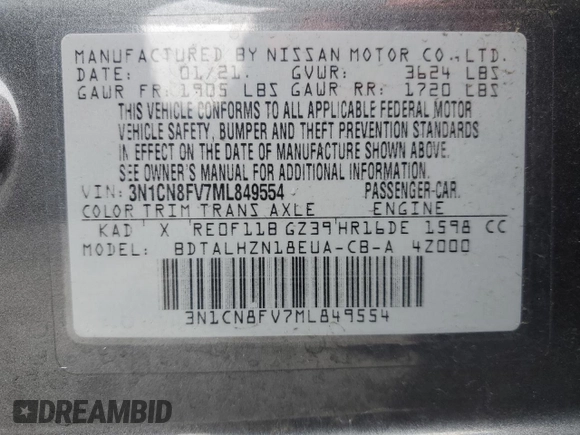 MANUFACTURED BY NISSAN MOTOR CO.,LTD.
DATE: 01/21. GVWR: 3624 LBS
GAWR FR: 1905 LBS GAWR RR: 1720 LBS
THIS VEHICLE CONFORMS TO ALL APPLICABLE FEDERAL MOTOR
VEHICLE SAFETY, BUMPER AND THEFT PREVENTION STANDARDS
IN EFFECT ON THE DATE OF MANUFACTURE SHOWN ABOVE.
SEE OWNER'S MANUAL FOR ADDITIONAL INFORMATION.
VIN: 3N1CN8FV7ML849554 PASSENGER-CAR.
COLOR TRIM TRANS AXLE ENGINE
KAD X RE0F11B GZ39 HR16DE 1598 CC
MODEL: BDTALHZN18EUA-CB-A 4Z000
3N1CN8FV7ML849554
DREAMBID